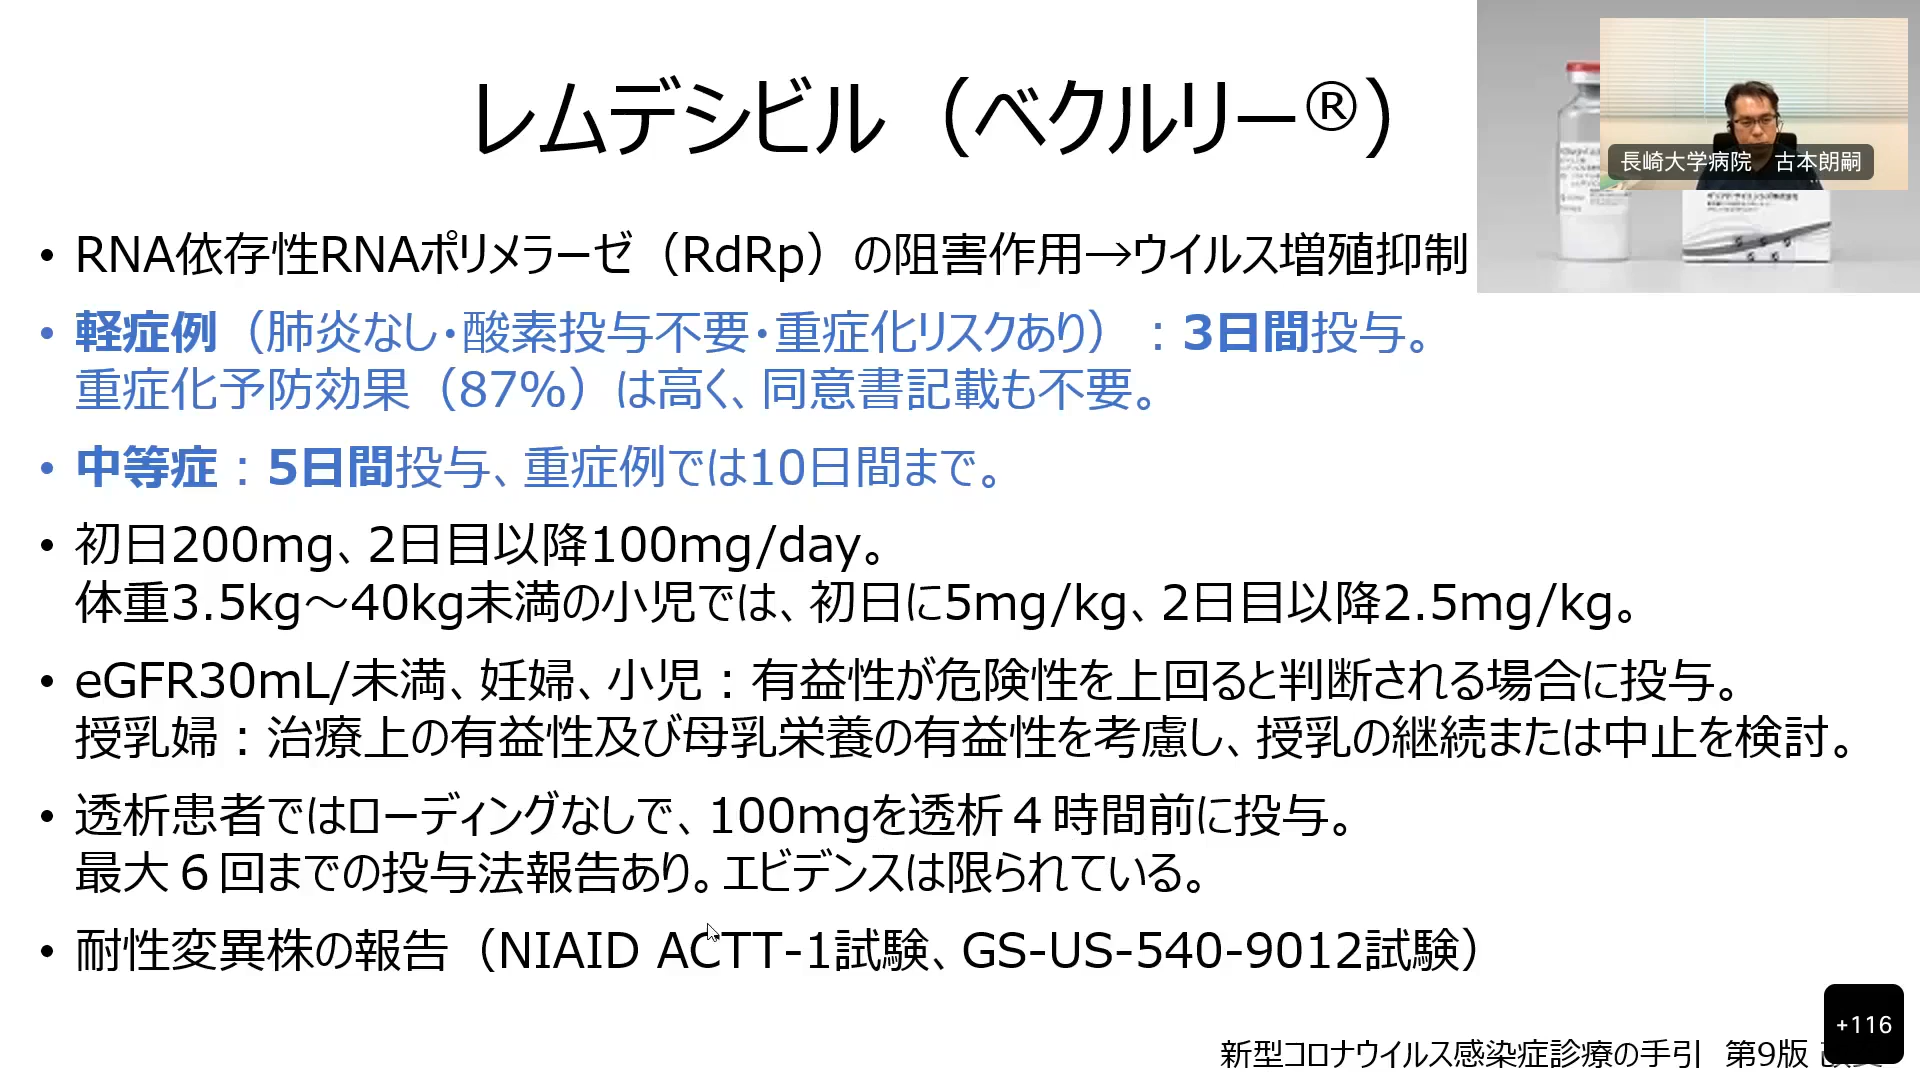 レムデシビル（ベクルリー®）
長崎大学病院　古本朗嗣
• RNA依存性RNAポリメラーゼ（RdRp）の阻害作用→ウイルス増殖抑制
• 軽症例（肺炎なし・酸素投与不要・重症化リスクあり）：3日間投与。
重症化予防効果（87%）は高く、同意書記載も不要。
• 中等症：5日間投与、重症例では10日間まで。
• 初日200mg、2日目以降100mg/day。
体重3.5kg～40kg未満の小児では、初日に5mg/kg、2日目以降2.5mg/kg。
• eGFR30mL/未満、妊婦、小児：有益性が危険性を上回ると判断される場合に投与。
授乳婦：治療上の有益性及び母乳栄養の有益性を考慮し、授乳の継続または中止を検討。
• 透析患者ではローディングなしで、100mgを透析４時間前に投与。
最大６回までの投与法報告あり。エビデンスは限られている。
• 耐性変異株の報告（NIAID ACTT-1試験、GS-US-540-9012試験）
+116
新型コロナウイルス感染症診療の手引　第9版